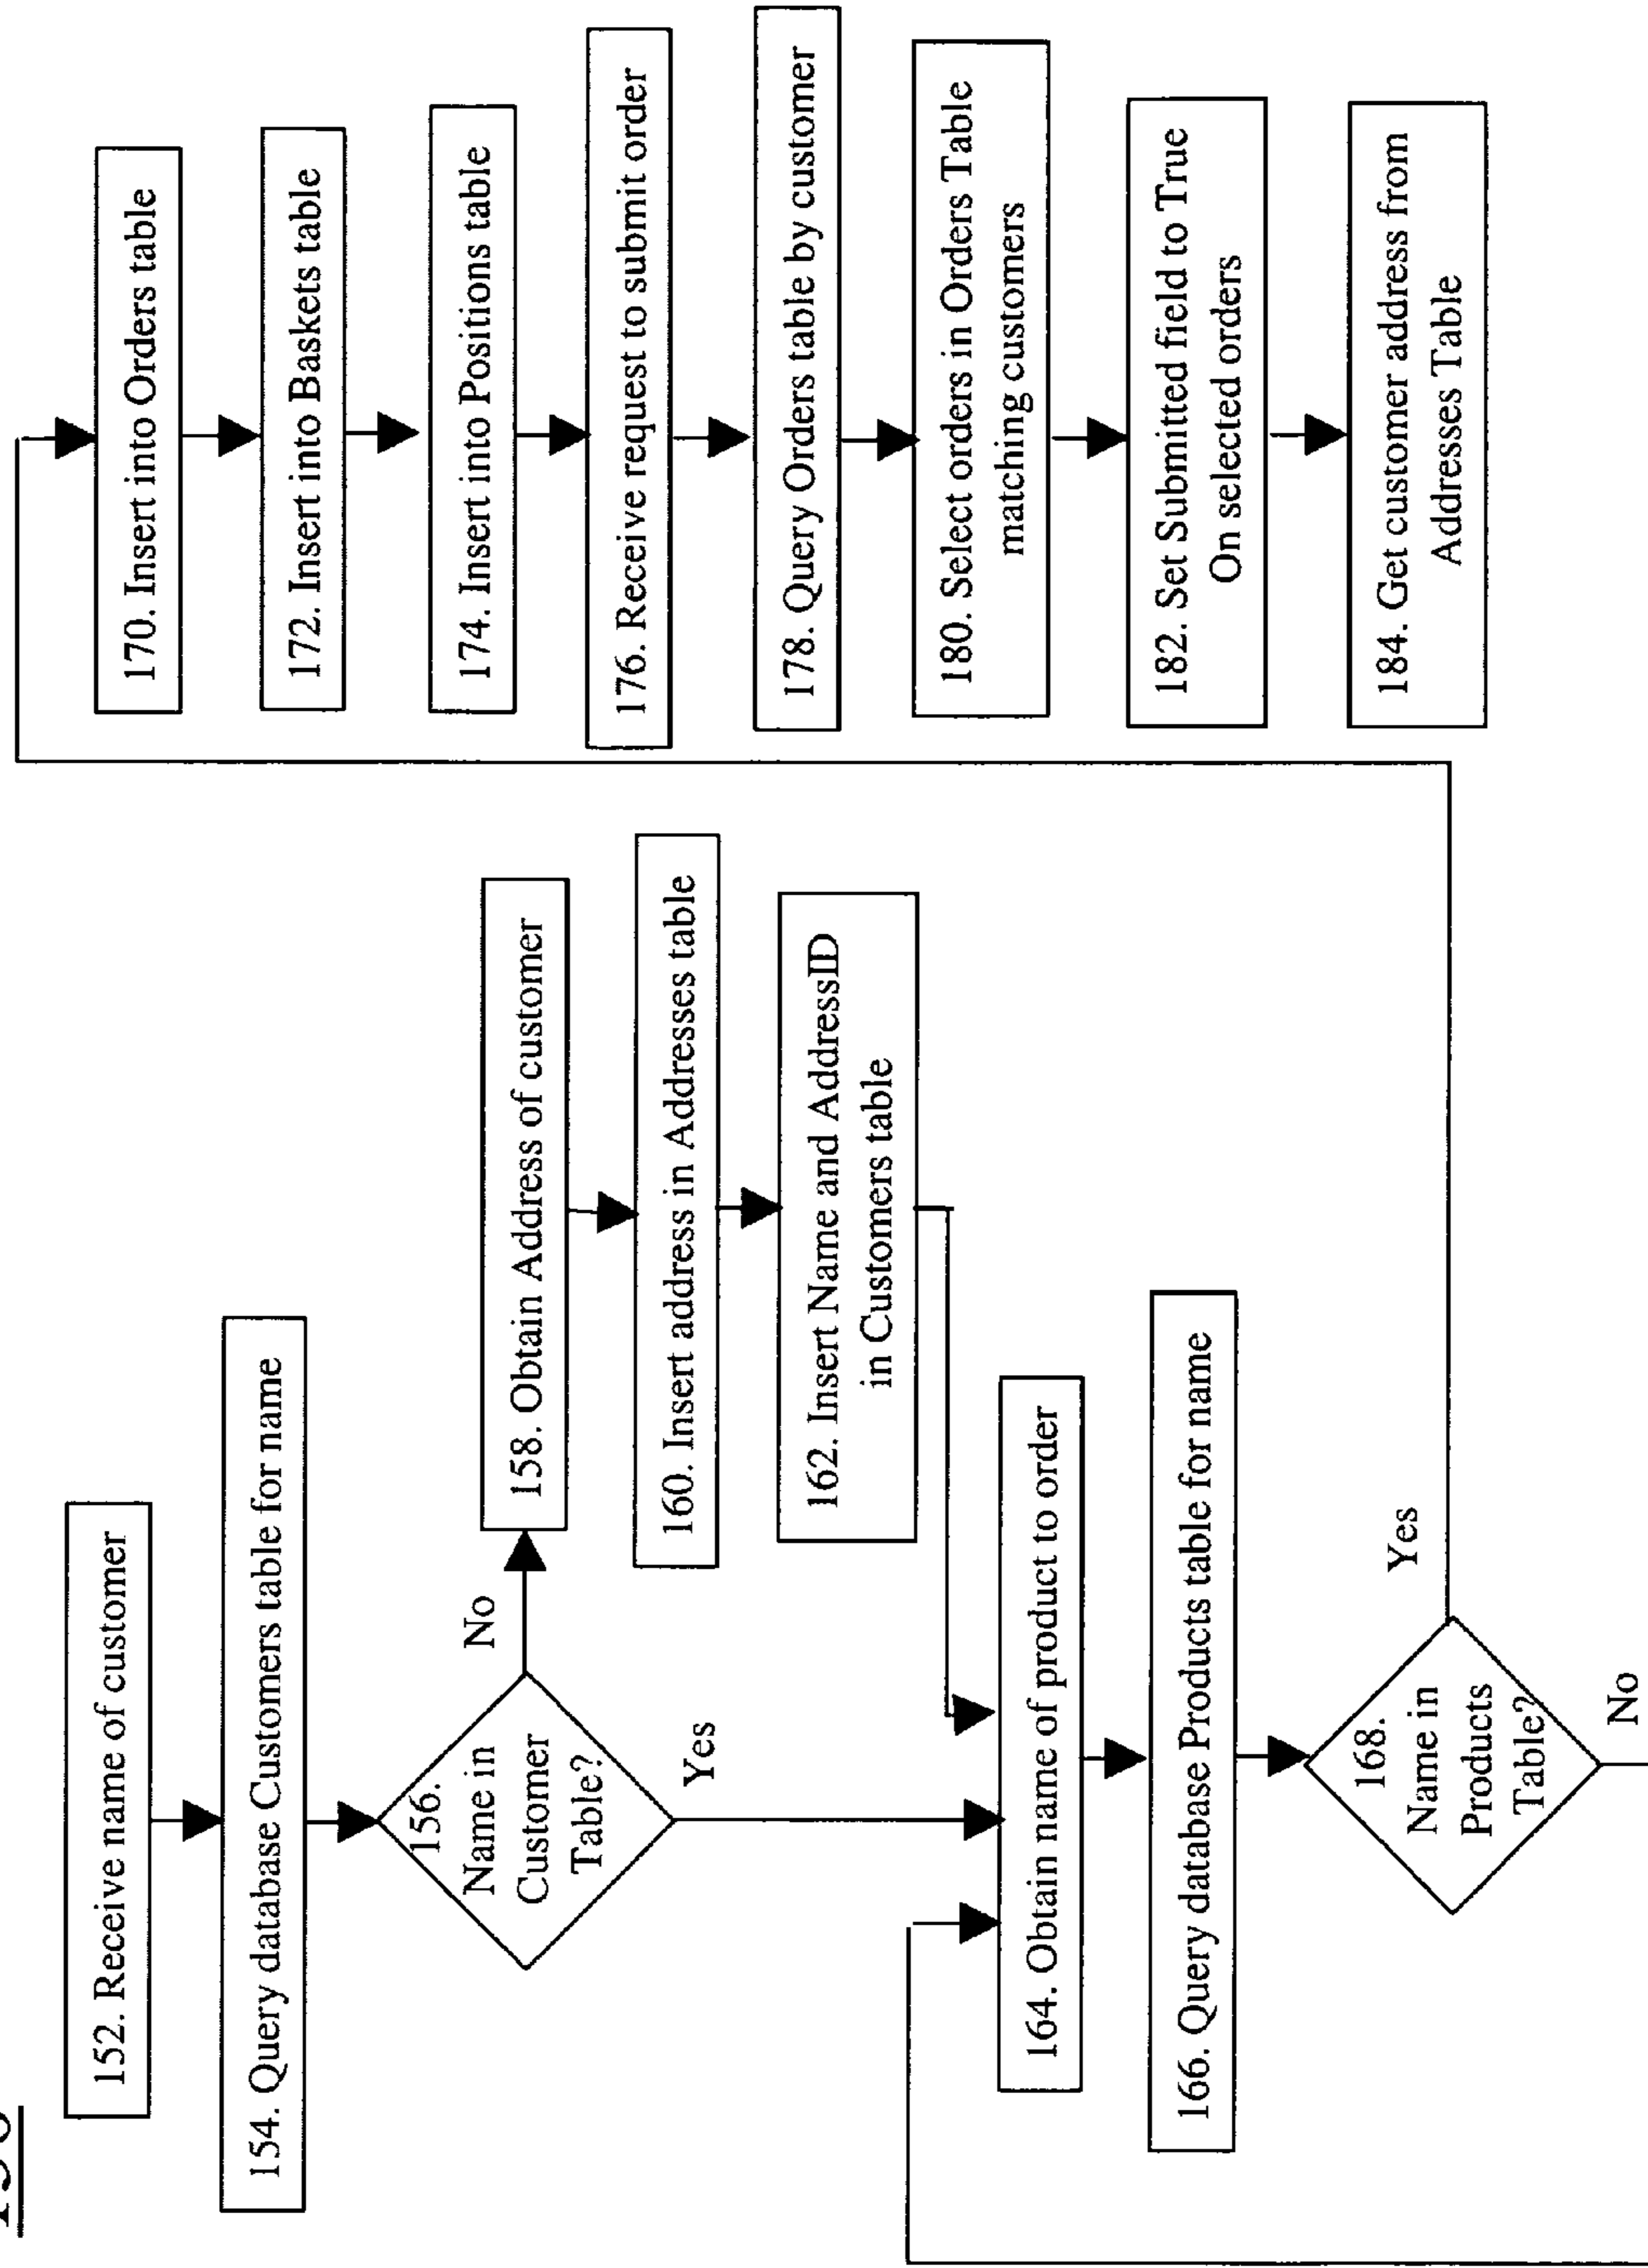 152. Receive name of customer
154. Query database Customers table for name
156.
Name in
Customer
Table?
No
Yes
158. Obtain Address of customer
160. Insert address in Addresses table
162. Insert Name and AddressID
in Customers table
164. Obtain name of product to order
166. Query database Products table for name
168.
Name in
Products
Table?
Yes
No
170. Insert into Orders table
172. Insert into Baskets table
174. Insert into Positions table
176. Receive request to submit order
178. Query Orders table by customer
180. Select orders in Orders Table
matching customers
182. Set Submitted field to True
On selected orders
184. Get customer address from
Addresses Table